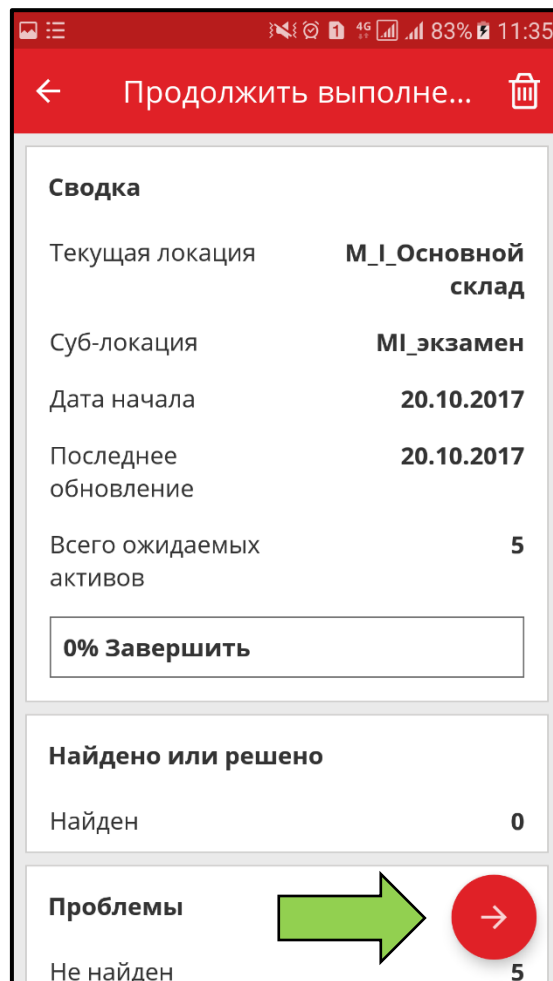 1 4G 83% 11:35
Продолжить выполне...
Сводка
Текущая локация M_I_Основной
склад
Суб-локация MI_экзамен
Дата начала 20.10.2017
Последнее 20.10.2017
обновление
Всего ожидаемых 5
активов
0% Завершить
Найдено или решено
Найден 0
Проблемы
Не найден 5